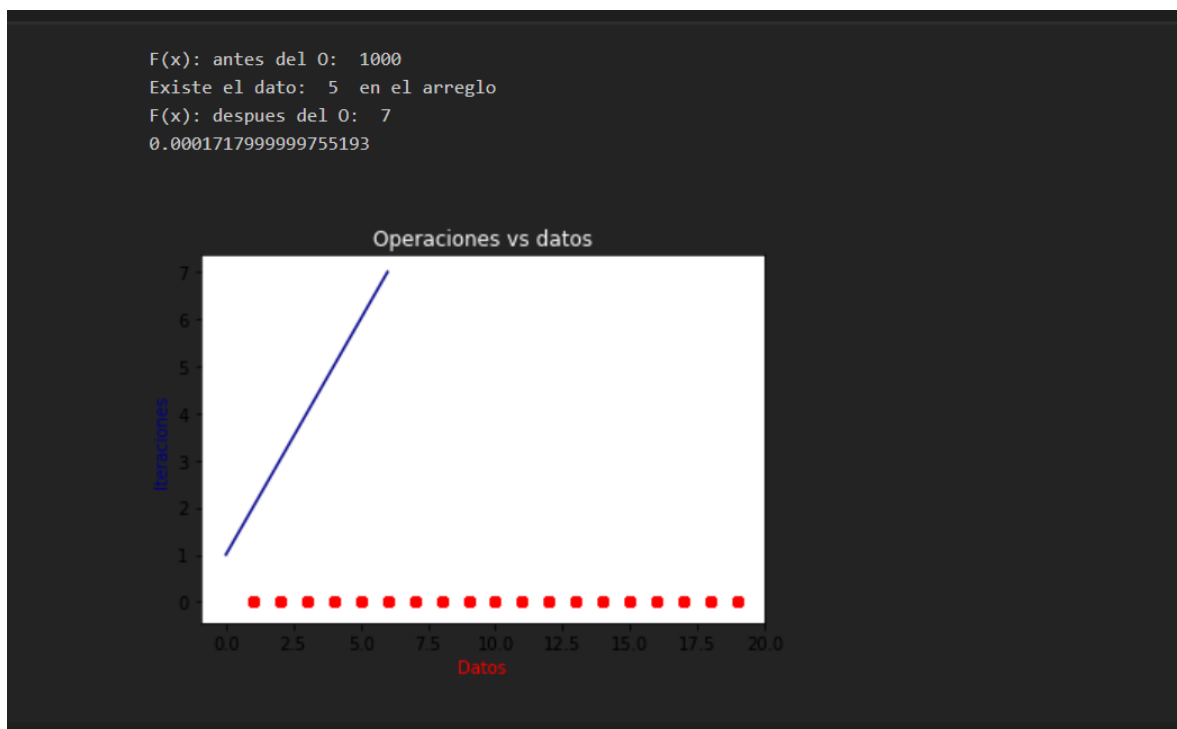 F(x): antes del O:  1000
Existe el dato:  5  en el arreglo
F(x): despues del O:  7
0.0001717999999755193
Operaciones vs datos
7
6
5
4
3
2
1
0
Iteraciones
0.0 2.5 5.0 7.5 10.0 12.5 15.0 17.5 20.0
Datos